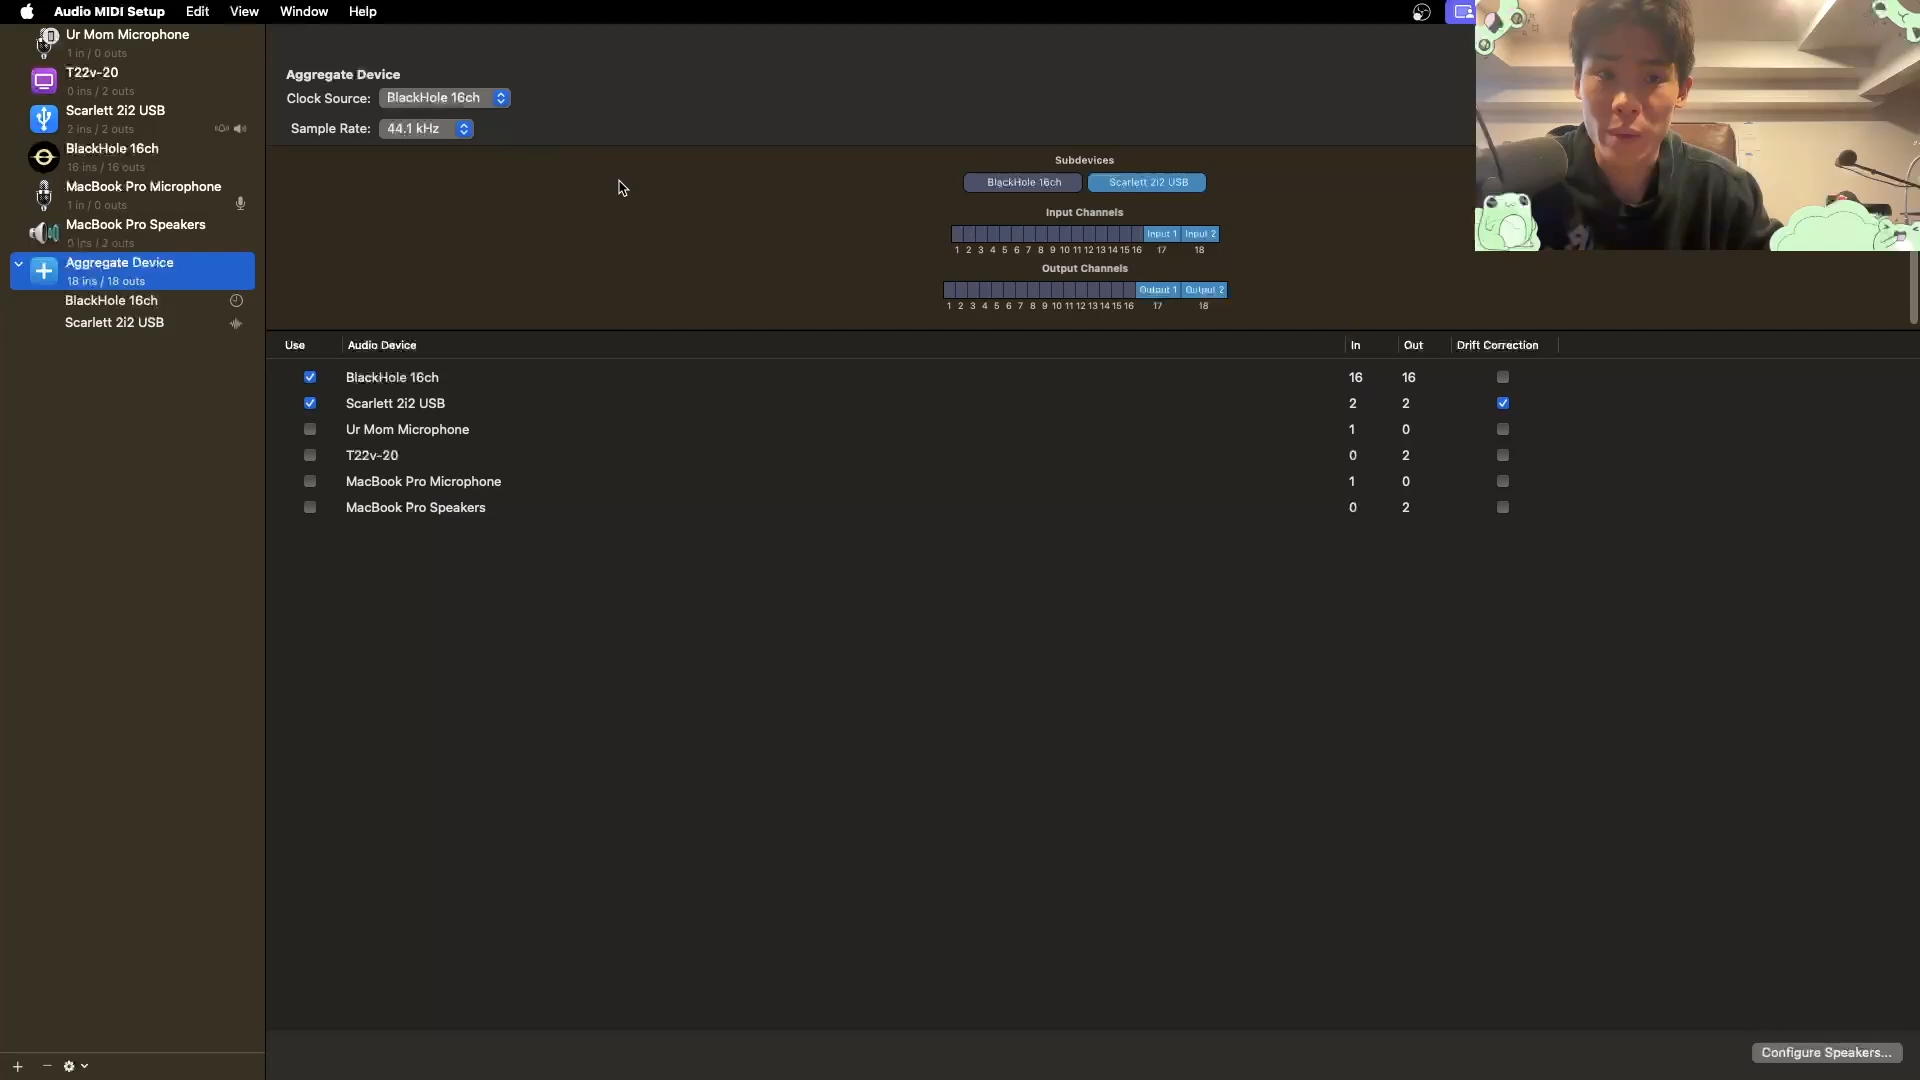 Audio MIDI Setup Edit View Window Help
Ur Mom Microphone
1 in / 0 outs
T22v-20
0 ins / 2 outs
Scarlett 2i2 USB
2 ins / 2 outs
BlackHole 16ch
16 ins / 16 outs
MacBook Pro Microphone
1 in / 0 outs
MacBook Pro Speakers
0 ins / 2 outs
Aggregate Device
18 ins / 18 outs
BlackHole 16ch
Scarlett 2i2 USB
Aggregate Device
Clock Source: BlackHole 16ch
Sample Rate: 44.1 kHz
Subdevices
BlackHole 16ch Scarlett 2i2 USB
Input Channels
Input 1 Input 2
1 2 3 4 5 6 7 8 9 10 11 12 13 14 15 16 17 18
Output Channels
Output 1 Output 2
1 2 3 4 5 6 7 8 9 10 11 12 13 14 15 16 17 18
Use Audio Device In Out Drift Correction
BlackHole 16ch 16 16
Scarlett 2i2 USB 2 2
Ur Mom Microphone 1 0
T22v-20 0 2
MacBook Pro Microphone 1 0
MacBook Pro Speakers 0 2
Configure Speakers...